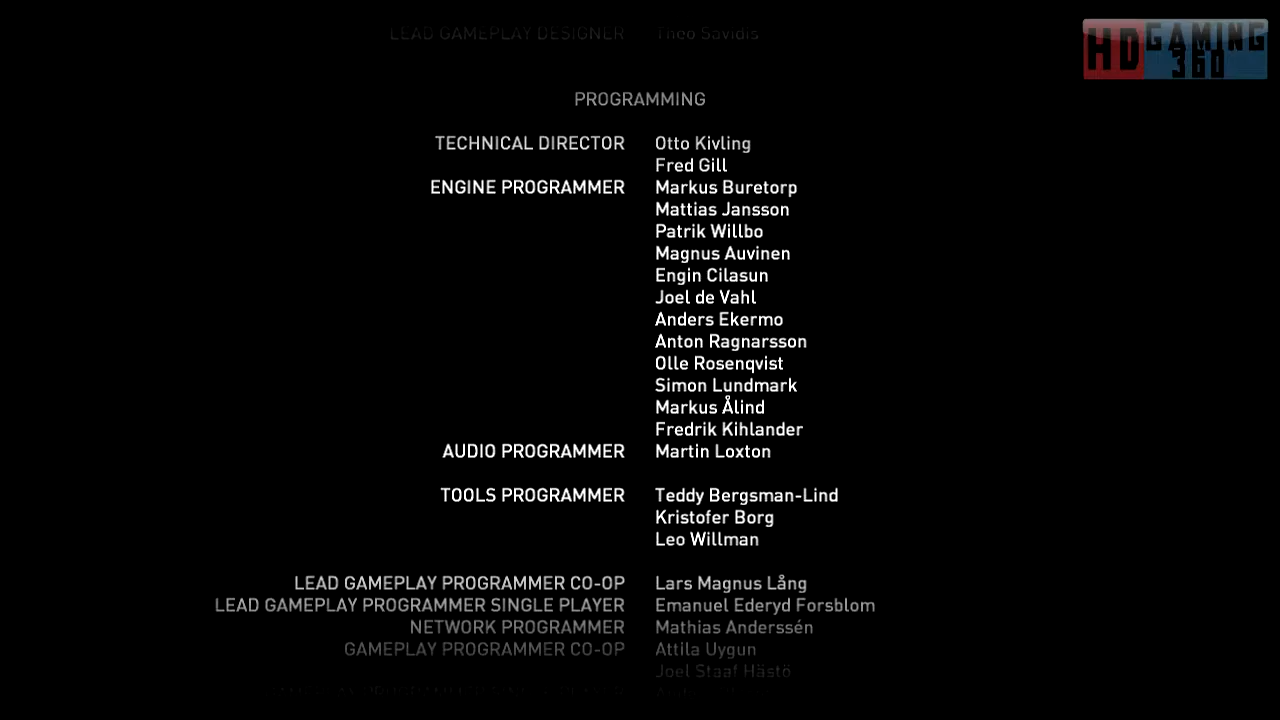 LEAD GAMEPLAY DESIGNER Theo Savidis
HD GAMING 360
PROGRAMMING
TECHNICAL DIRECTOR Otto Kivling
Fred Gill
ENGINE PROGRAMMER Markus Buretorp
Mattias Jansson
Patrik Willbo
Magnus Auvinen
Engin Cilasun
Joel de Vahl
Anders Ekermo
Anton Ragnarsson
Olle Rosenqvist
Simon Lundmark
Markus Ålind
Fredrik Kihlander
AUDIO PROGRAMMER Martin Loxton
TOOLS PROGRAMMER Teddy Bergsman-Lind
Kristofer Borg
Leo Willman
LEAD GAMEPLAY PROGRAMMER CO-OP Lars Magnus Lång
LEAD GAMEPLAY PROGRAMMER SINGLE PLAYER Emanuel Ederyd Forsblom
NETWORK PROGRAMMER Mathias Anderssén
GAMEPLAY PROGRAMMER CO-OP Attila Uygun
Joel Staaf Hästö